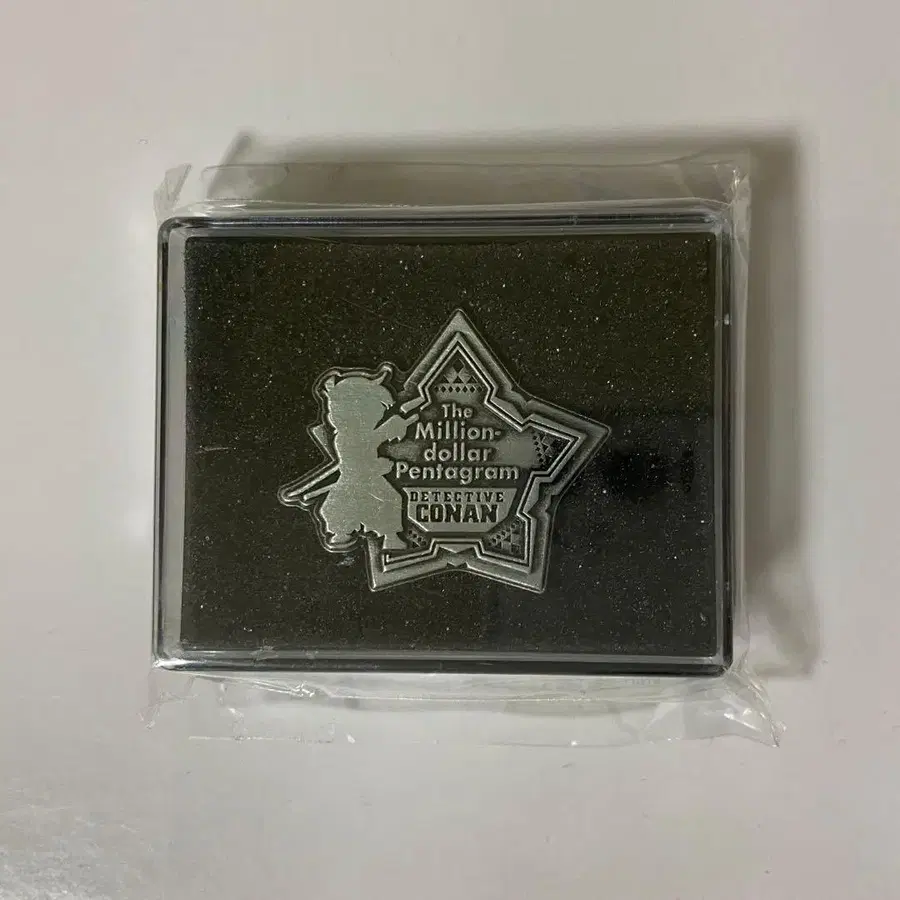 The
Million-
dollar
Pentagram
DETECTIVE
CONAN